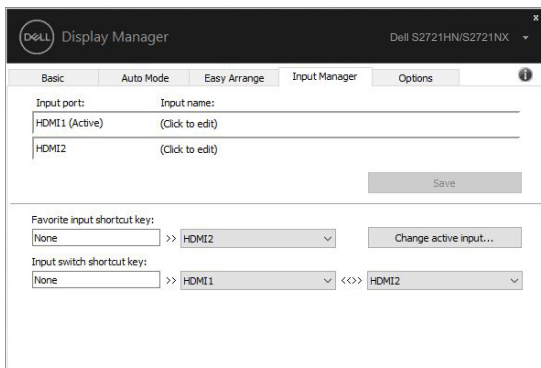 x
DELL Display Manager Dell S2721HN/S2721NX
Basic Auto Mode Easy Arrange Input Manager Options i
Input port: Input name:
HDMI1 (Active) (Click to edit)
HDMI2 (Click to edit)
Save
Favorite input shortcut key:
None >> HDMI2 Change active input...
Input switch shortcut key:
None >> HDMI1 <<>> HDMI2